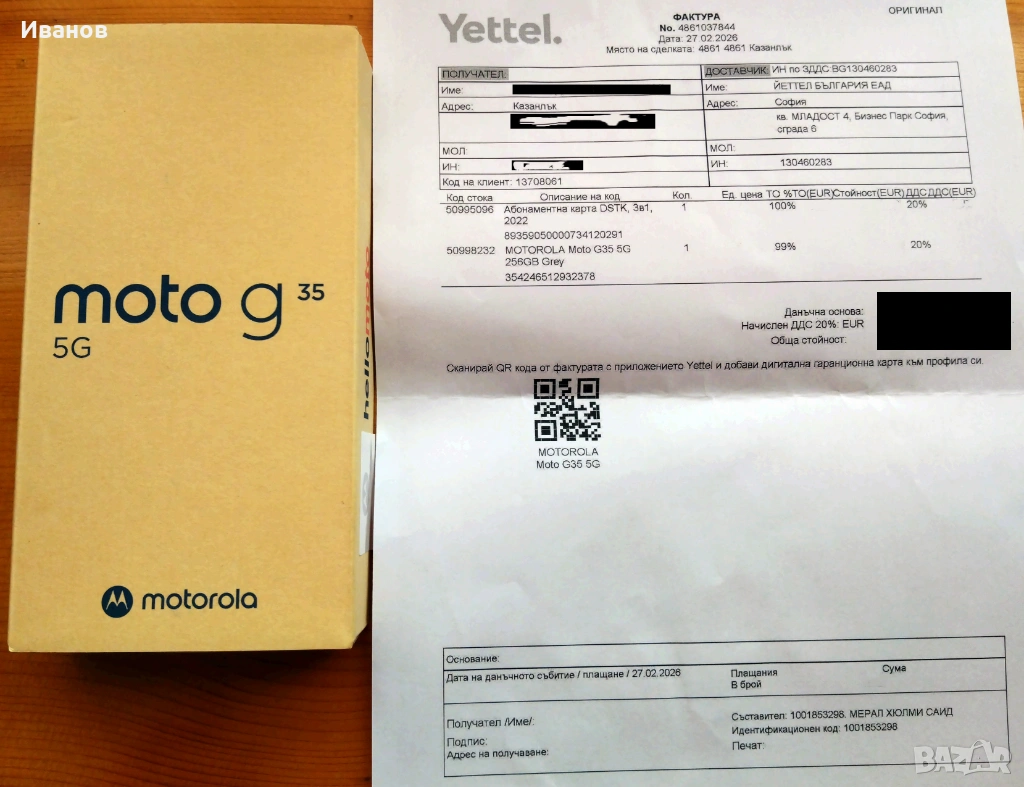 Иванов
moto g 35
5G
hellomoto
motorola
Yettel.
ФАКТУРА
ОРИГИНАЛ
No. 4861037844
Дата: 27.02.2026
Място на сделката: 4861 4861 Казанлък
ПОЛУЧАТЕЛ:
Име:
Адрес: Казанлък
МОЛ:
ИН:
Код на клиент: 13708061
ДОСТАВЧИК: ИН по ЗДДС:BG130460283
Име: ЙЕТТЕЛ БЪЛГАРИЯ ЕАД
Адрес: София
кв. МЛАДОСТ 4, Бизнес Парк София,
сграда 6
МОЛ:
ИН: 130460283
Код стока Описание на код Кол. Ед. цена ТО %ТО(EUR)Стойност(EUR) ДДС ДДС(EUR)
50995096 Абонаментна карта DSTK, 3в1, 1 100% 20%
2022
89359050000734120291
50998232 MOTOROLA Moto G35 5G 1 99% 20%
256GB Grey
354246512932378
Данъчна основа:
Начислен ДДС 20%: EUR
Обща стойност:
Сканирай QR кода от фактурата с приложението Yettel и добави дигитална гаранционна карта към профила си.
MOTOROLA
Moto G35 5G
Основание:
Дата на данъчното събитие / плащане / 27.02.2026 Плащания Сума
В брой
Получател /Име/:
Подпис:
Адрес на получаване:
Съставител: 1001853298. МЕРАЛ ХЮЛМИ САИД
Идентификационен код: 1001853298
Печат:
BAZAR